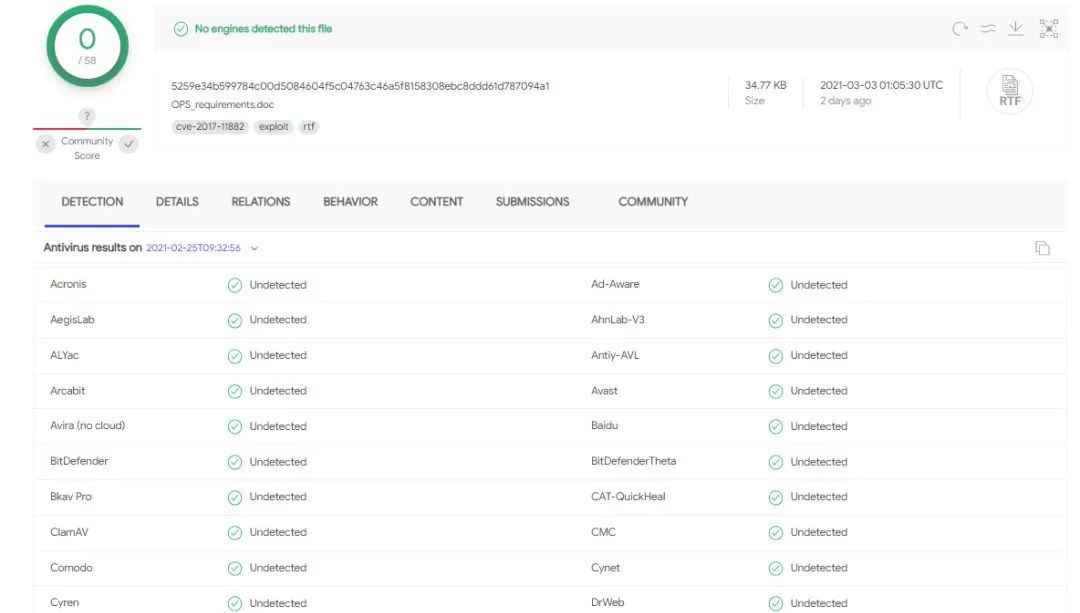 0
/ 58
?
Community
Score
No engines detected this file
5259e34b599784c00d5084604f5c04763c46a5f8158308ebc8ddd61d787094a1
OPS_requirements.doc
cve-2017-11882 exploit rtf
34.77 KB
Size
2021-03-03 01:05:30 UTC
2 days ago
RTF
DETECTION DETAILS RELATIONS BEHAVIOR CONTENT SUBMISSIONS COMMUNITY
Antivirus results on 2021-02-25T09:32:56
Acronis Undetected Ad-Aware Undetected
AegisLab Undetected AhnLab-V3 Undetected
ALYac Undetected Antiy-AVL Undetected
Arcabit Undetected Avast Undetected
Avira (no cloud) Undetected Baidu Undetected
BitDefender Undetected BitDefenderTheta Undetected
Bkav Pro Undetected CAT-QuickHeal Undetected
ClamAV Undetected CMC Undetected
Comodo Undetected Cynet Undetected
Cyren Undetected DrWeb Undetected